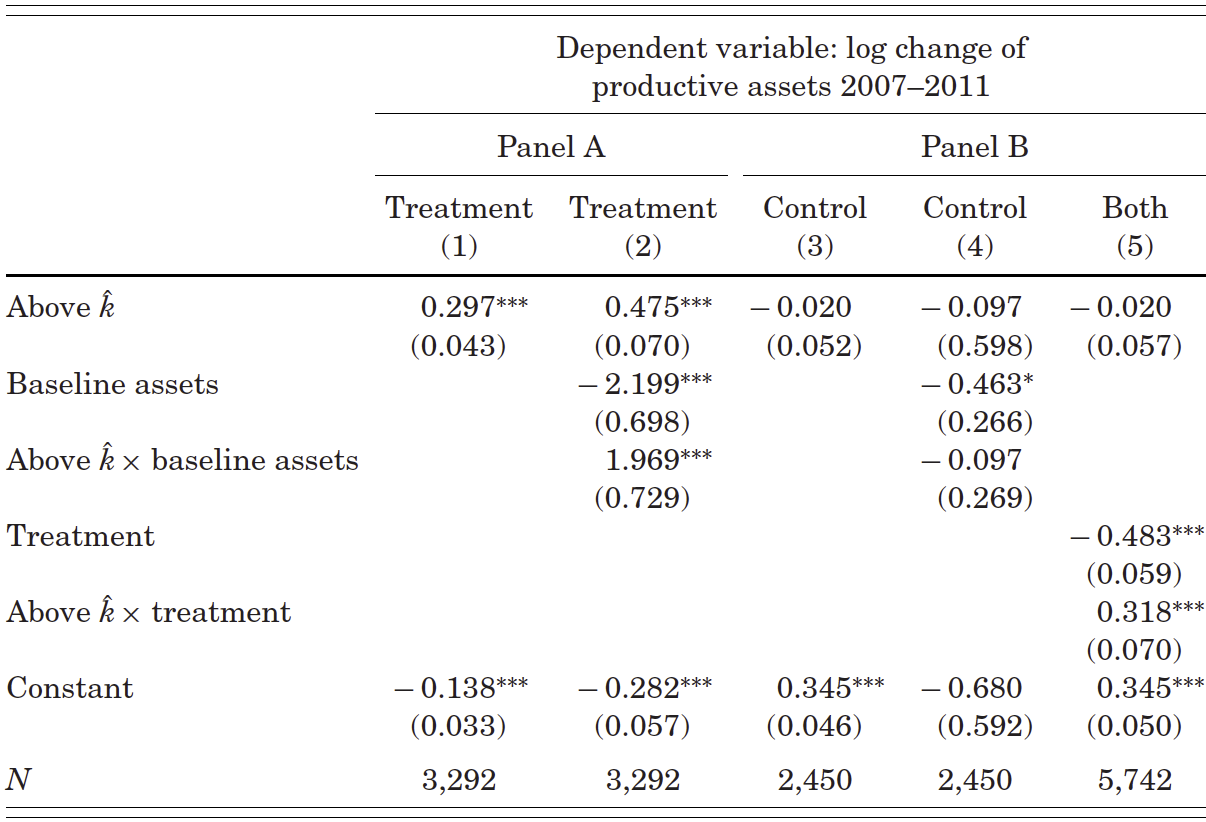 Dependent variable: log change of
productive assets 2007–2011
Panel A Panel B
Treatment Treatment Control Control Both
(1) (2) (3) (4) (5)
Above k̂ 0.297*** 0.475*** − 0.020 − 0.097 − 0.020
(0.043) (0.070) (0.052) (0.598) (0.057)
Baseline assets − 2.199*** − 0.463*
(0.698) (0.266)
Above k̂ × baseline assets 1.969*** − 0.097
(0.729) (0.269)
Treatment − 0.483***
(0.059)
Above k̂ × treatment 0.318***
(0.070)
Constant − 0.138*** − 0.282*** 0.345*** − 0.680 0.345***
(0.033) (0.057) (0.046) (0.592) (0.050)
N 3,292 3,292 2,450 2,450 5,742